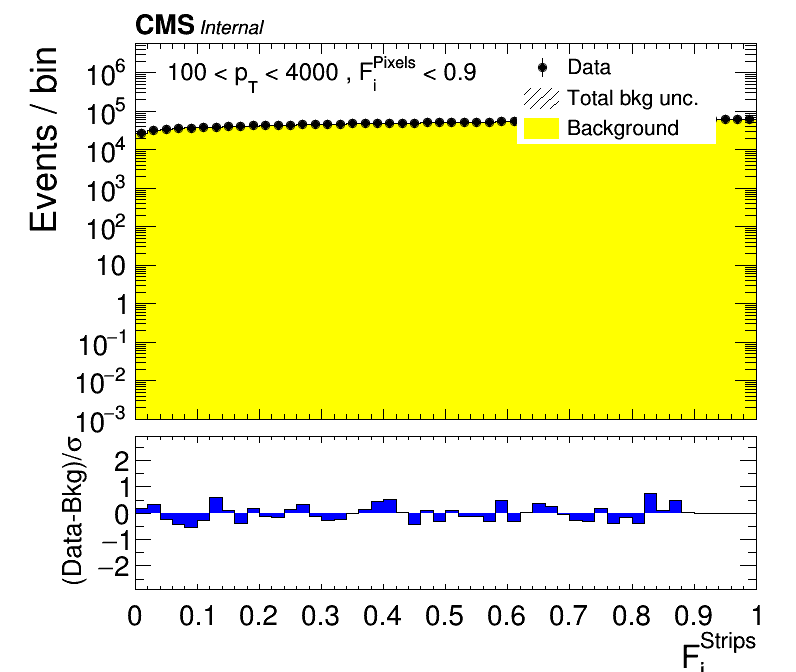 CMS Internal
Events / bin
10^6
10^5
10^4
10^3
10^2
10
1
10^−1
10^−2
10^−3
100 < p_T < 4000 , F_i^Pixels < 0.9
Data
Total bkg unc.
Background
(Data-Bkg)/σ
2
1
0
−1
−2
0 0.1 0.2 0.3 0.4 0.5 0.6 0.7 0.8 0.9 1
F_i^Strips